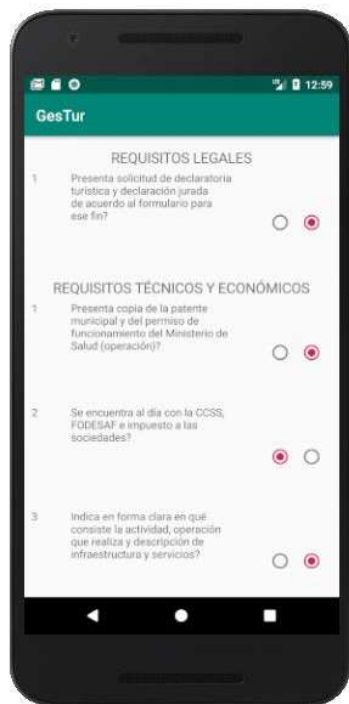 12:59
GesTur
REQUISITOS LEGALES
1 Presenta solicitud de declaratoria
turística y declaración jurada
de acuerdo al formulario para
ese fin?
REQUISITOS TÉCNICOS Y ECONÓMICOS
1 Presenta copia de la patente
municipal y del permiso de
funcionamiento del Ministerio de
Salud (operación)?
2 Se encuentra al día con la CCSS,
FODESAF e impuesto a las
sociedades?
3 Indica en forma clara en qué
consiste la actividad, operación
que realiza y descripción de
infraestructura y servicios?